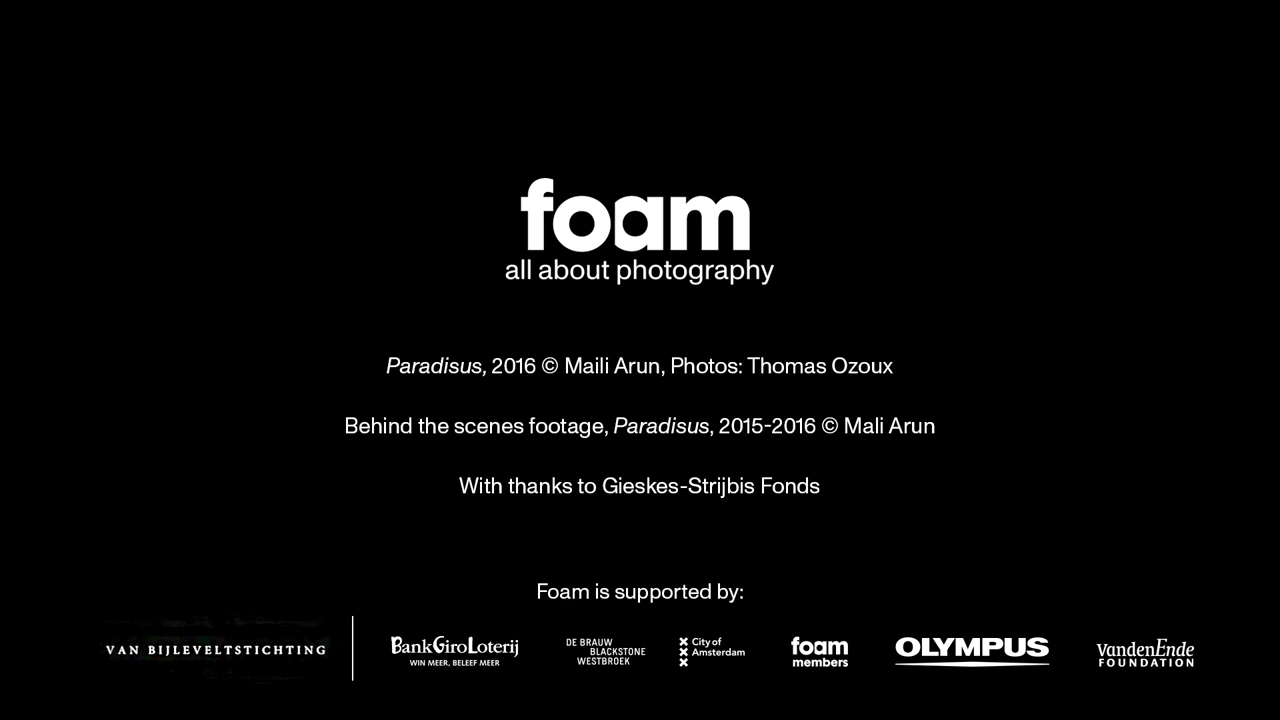 foam
all about photography
Paradisus, 2016 © Maili Arun, Photos: Thomas Ozoux
Behind the scenes footage, Paradisus, 2015-2016 © Mali Arun
With thanks to Gieskes-Strijbis Fonds
Foam is supported by:
VAN BIJLEVELTSTICHTING
BankGiroLoterij
WIN MEER, BELEEF MEER
DE BRAUW
BLACKSTONE
WESTBROEK
City of
Amsterdam
foam
members
OLYMPUS
VandenEnde
FOUNDATION